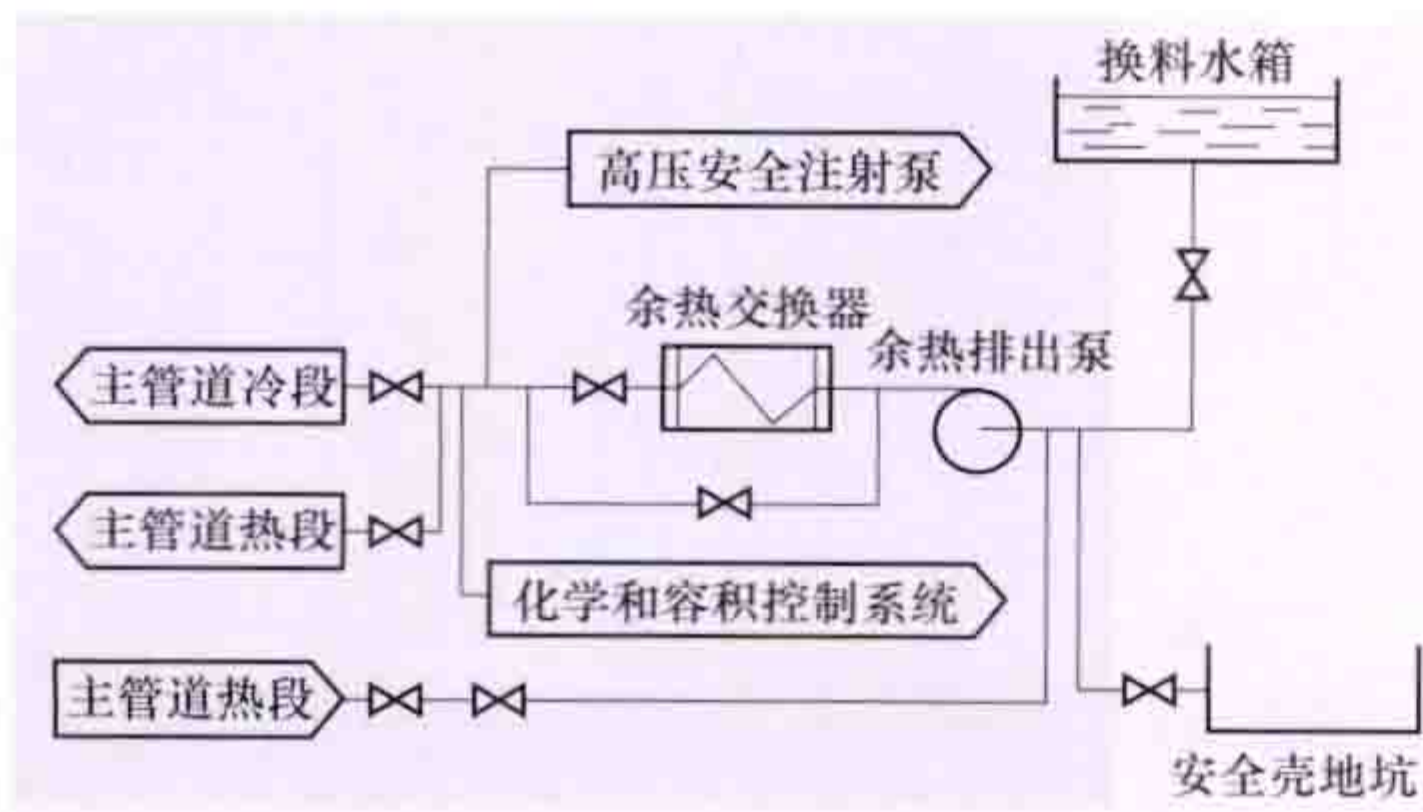 换料水箱
高压安全注射泵
余热交换器
余热排出泵
主管道冷段
主管道热段
化学和容积控制系统
主管道热段
安全壳地坑